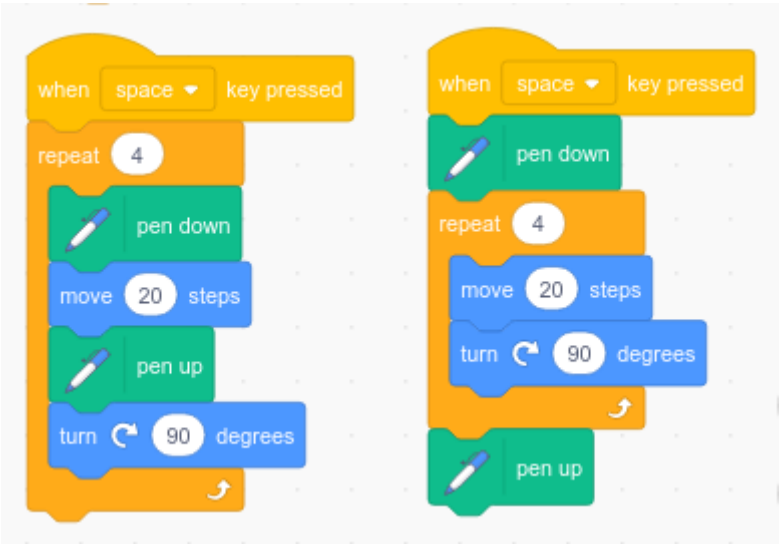 when space key pressed
repeat 4
pen down
move 20 steps
pen up
turn 90 degrees
when space key pressed
pen down
repeat 4
move 20 steps
turn 90 degrees
pen up